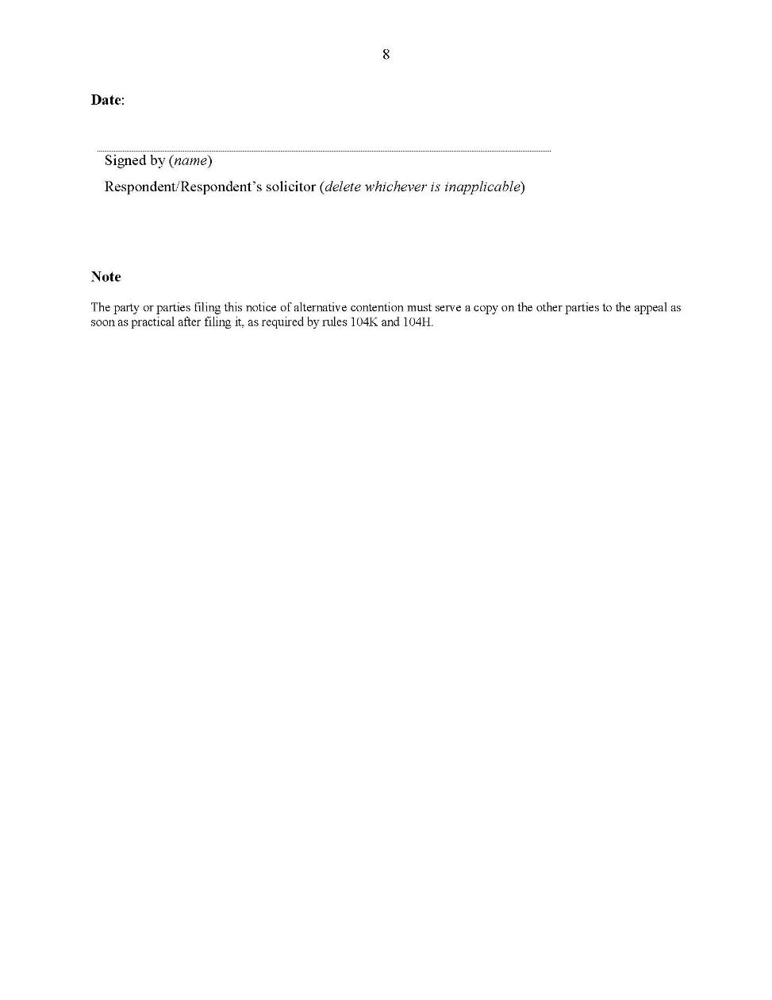 8
Date:
Signed by (name)
Respondent/Respondent's solicitor (delete whichever is inapplicable)
Note
The party or parties filing this notice of alternative contention must serve a copy on the other parties to the appeal as
soon as practical after filing it, as required by rules 104K and 104H.